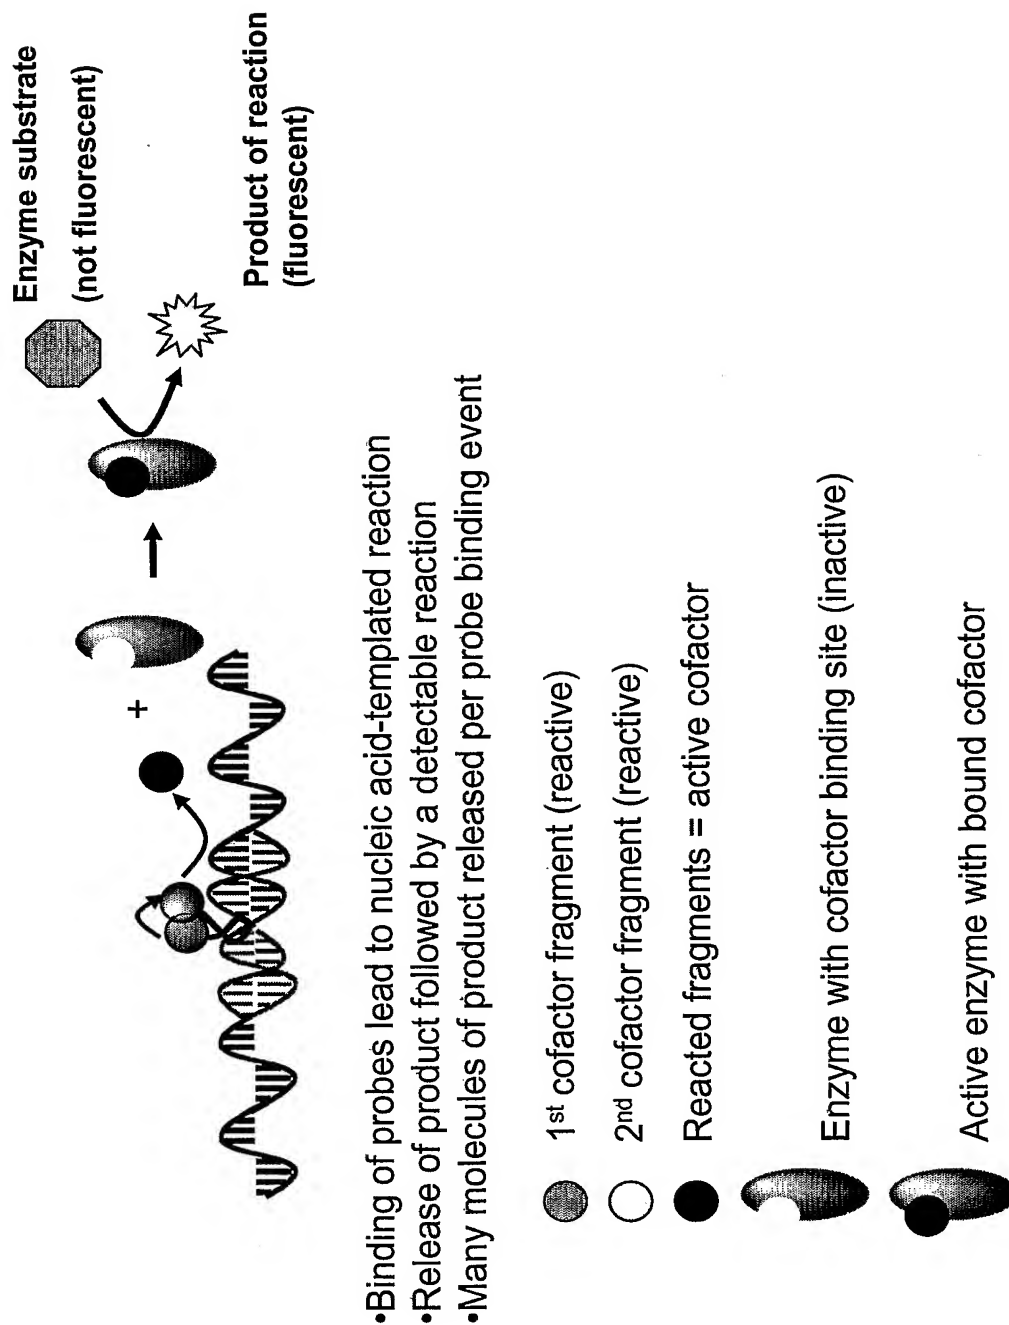 Enzyme substrate
(not fluorescent)
Product of reaction
(fluorescent)
+
•Binding of probes lead to nucleic acid-templated reaction
•Release of product followed by a detectable reaction
•Many molecules of product released per probe binding event
1st cofactor fragment (reactive)
2nd cofactor fragment (reactive)
Reacted fragments = active cofactor
Enzyme with cofactor binding site (inactive)
Active enzyme with bound cofactor